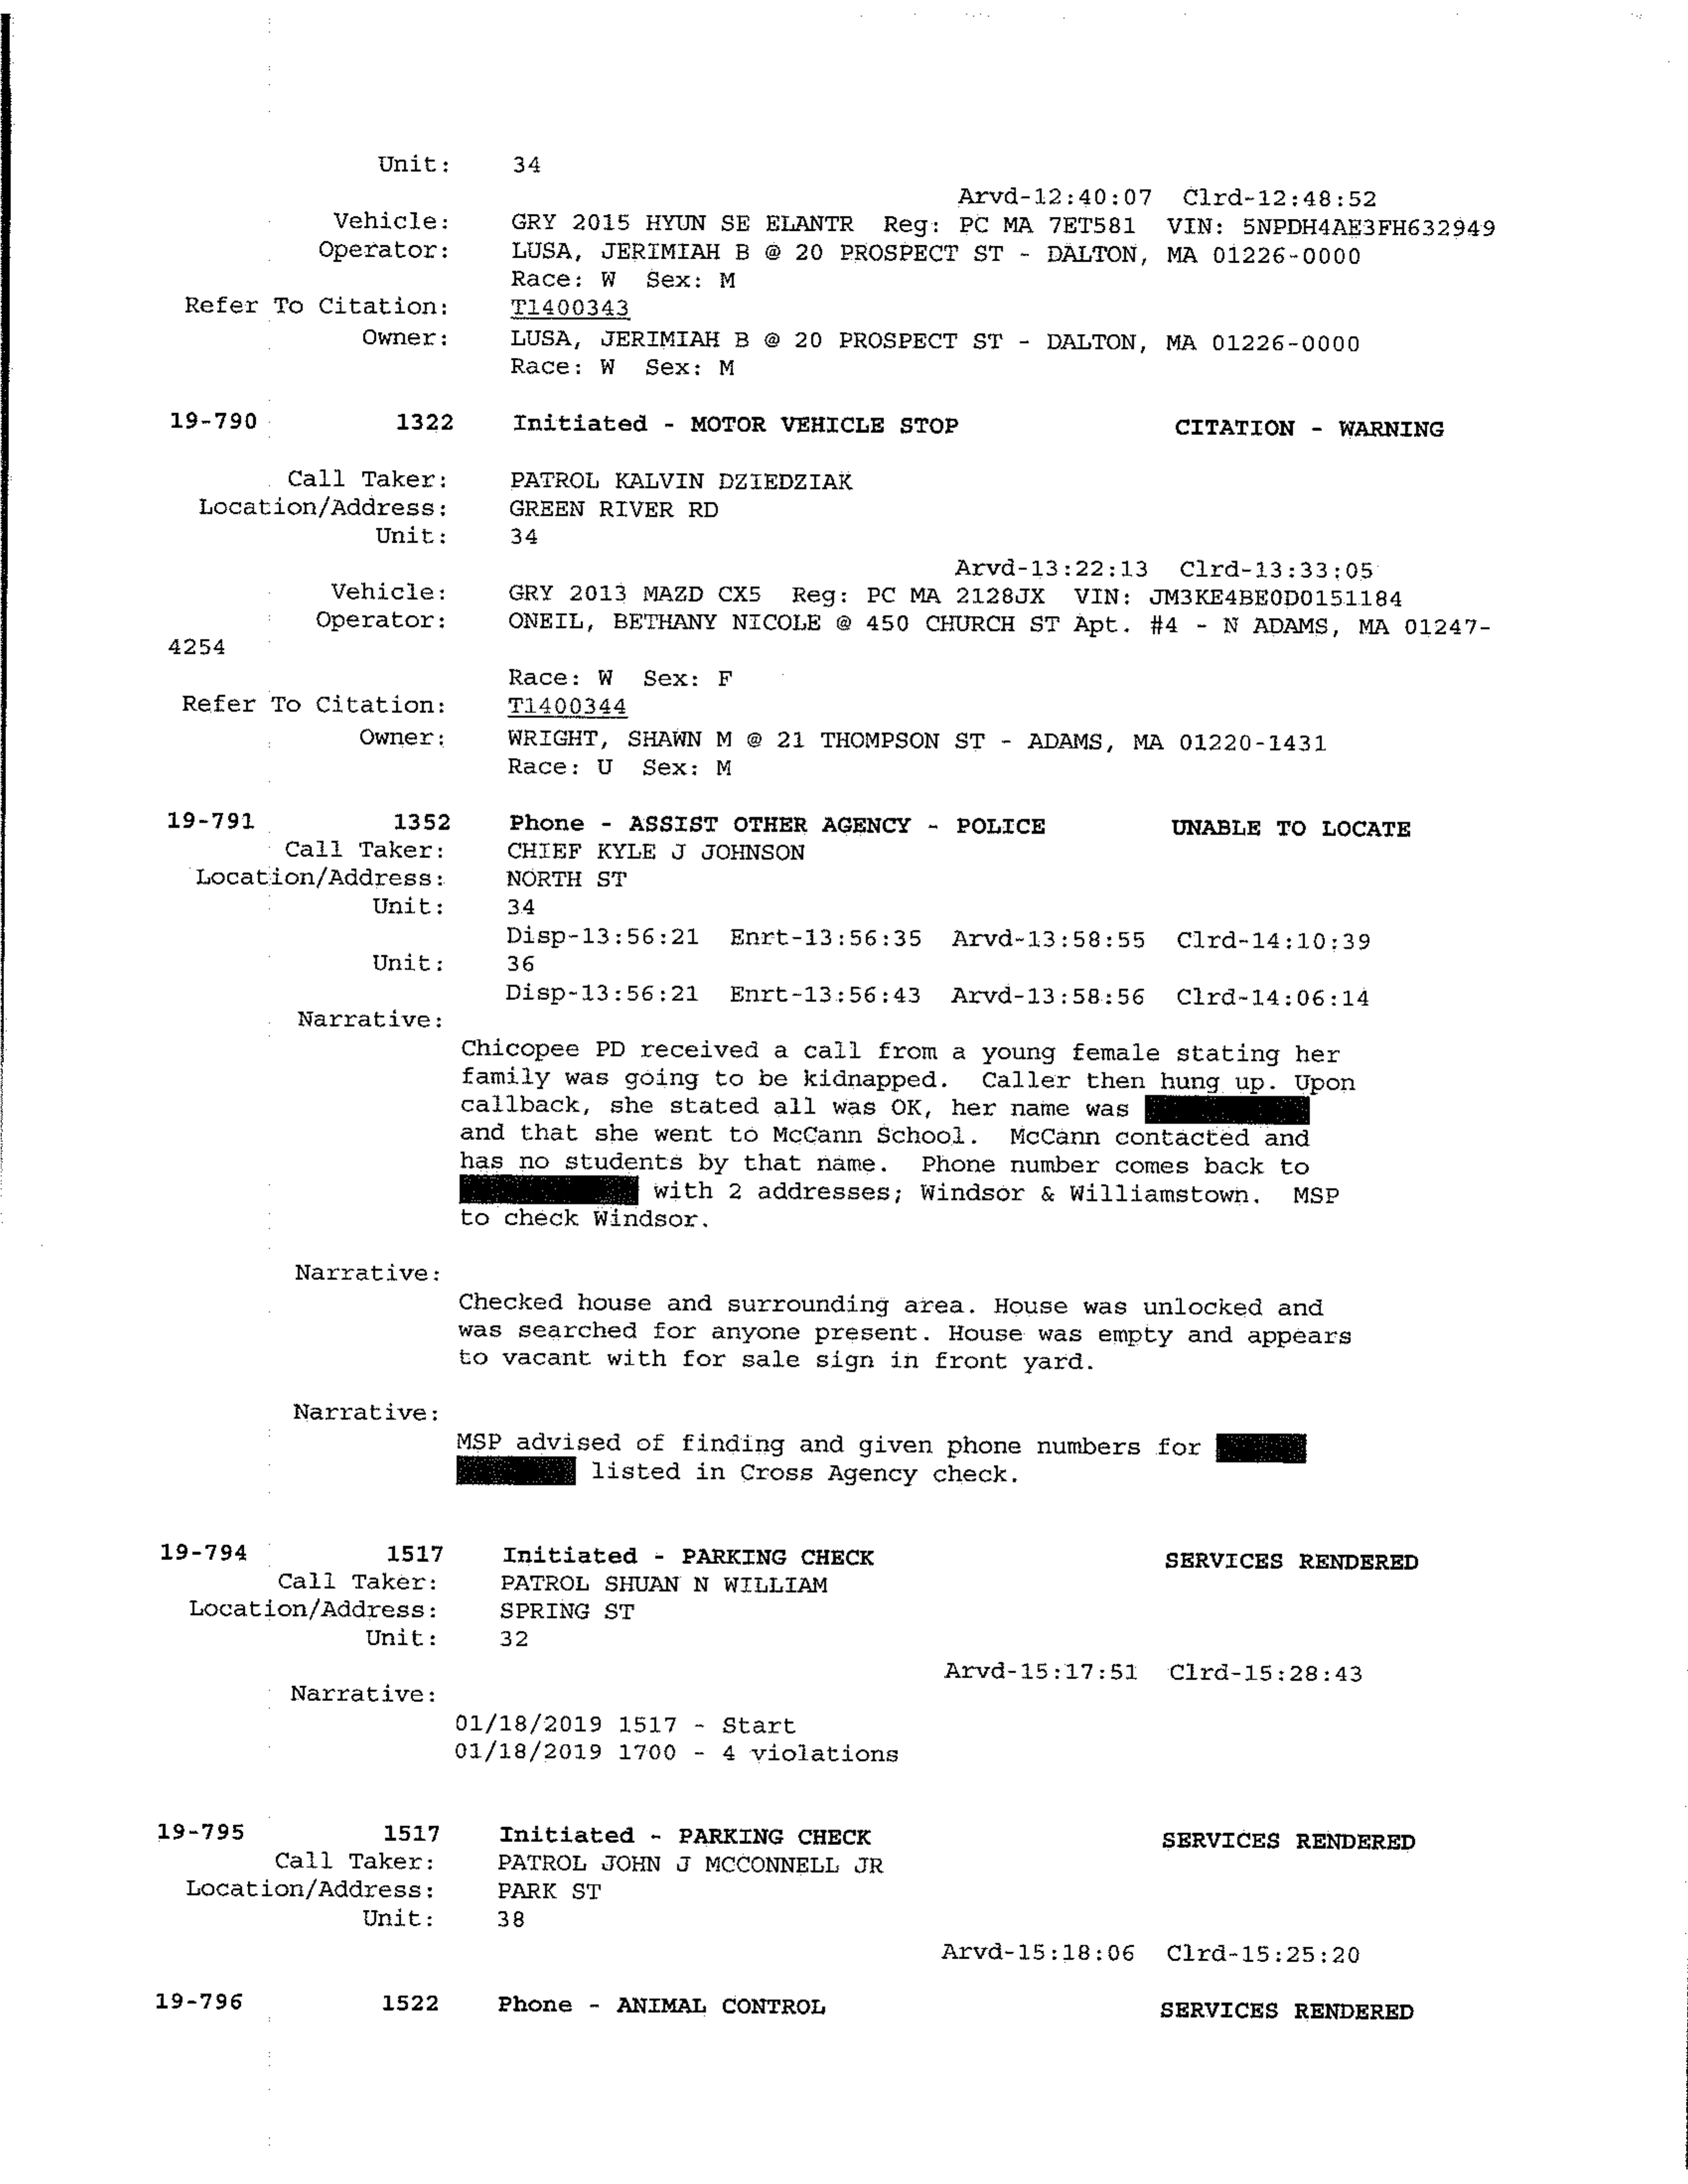 Unit: 34
Arvd-12:40:07 Clrd-12:48:52
Vehicle: GRY 2015 HYUN SE ELANTR Reg: PC MA 7ET581 VIN: 5NPDH4AE3FH632949
Operator: LUSA, JERIMIAH B @ 20 PROSPECT ST - DALTON, MA 01226-0000
Race: W Sex: M
Refer To Citation: T1400343
Owner: LUSA, JERIMIAH B @ 20 PROSPECT ST - DALTON, MA 01226-0000
Race: W Sex: M
19-790 1322 Initiated - MOTOR VEHICLE STOP CITATION - WARNING
Call Taker: PATROL KALVIN DZIEDZIAK
Location/Address: GREEN RIVER RD
Unit: 34
Arvd-13:22:13 Clrd-13:33:05
Vehicle: GRY 2013 MAZD CX5 Reg: PC MA 2128JX VIN: JM3KE4BE0D0151184
Operator: ONEIL, BETHANY NICOLE @ 450 CHURCH ST Apt. #4 - N ADAMS, MA 01247-
4254
Race: W Sex: F
Refer To Citation: T1400344
Owner: WRIGHT, SHAWN M @ 21 THOMPSON ST - ADAMS, MA 01220-1431
Race: U Sex: M
19-791 1352 Phone - ASSIST OTHER AGENCY - POLICE UNABLE TO LOCATE
Call Taker: CHIEF KYLE J JOHNSON
Location/Address: NORTH ST
Unit: 34
Disp-13:56:21 Enrt-13:56:35 Arvd-13:58:55 Clrd-14:10:39
Unit: 36
Disp-13:56:21 Enrt-13:56:43 Arvd-13:58:56 Clrd-14:06:14
Narrative:
Chicopee PD received a call from a young female stating her
family was going to be kidnapped. Caller then hung up. Upon
callback, she stated all was OK, her name was
and that she went to McCann School. McCann contacted and
has no students by that name. Phone number comes back to
with 2 addresses; Windsor & Williamstown. MSP
to check Windsor.
Narrative:
Checked house and surrounding area. House was unlocked and
was searched for anyone present. House was empty and appears
to vacant with for sale sign in front yard.
Narrative:
MSP advised of finding and given phone numbers for
listed in Cross Agency check.
19-794 1517 Initiated - PARKING CHECK SERVICES RENDERED
Call Taker: PATROL SHUAN N WILLIAM
Location/Address: SPRING ST
Unit: 32
Arvd-15:17:51 Clrd-15:28:43
Narrative:
01/18/2019 1517 - Start
01/18/2019 1700 - 4 violations
19-795 1517 Initiated - PARKING CHECK SERVICES RENDERED
Call Taker: PATROL JOHN J MCCONNELL JR
Location/Address: PARK ST
Unit: 38
Arvd-15:18:06 Clrd-15:25:20
19-796 1522 Phone - ANIMAL CONTROL SERVICES RENDERED